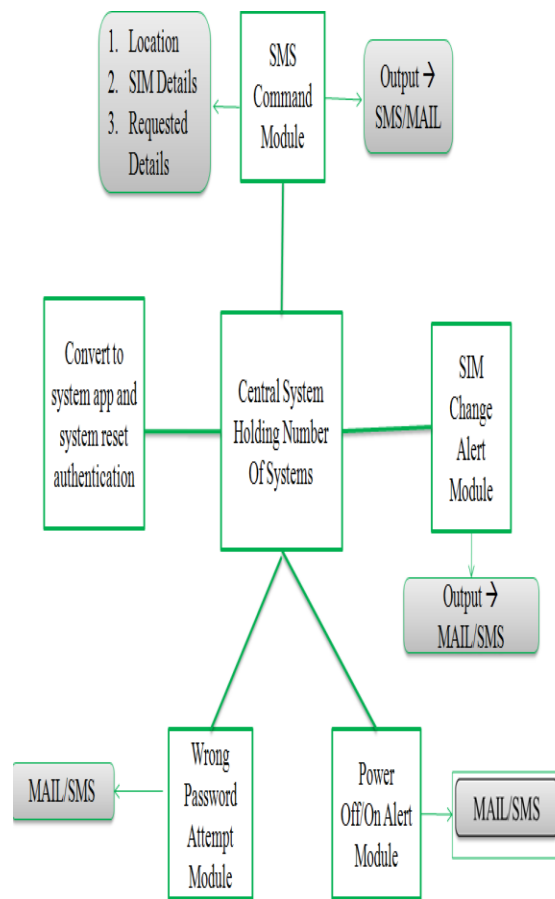 1. Location
2. SIM Details
3. Requested
Details
SMS
Command
Module
Output →
SMS/MAIL
Convert to
system app and
system reset
authentication
Central System
Holding Number
Of Systems
SIM
Change
Alert
Module
Output →
MAIL/SMS
MAIL/SMS
Wrong
Password
Attempt
Module
Power
Off/On Alert
Module
MAIL/SMS